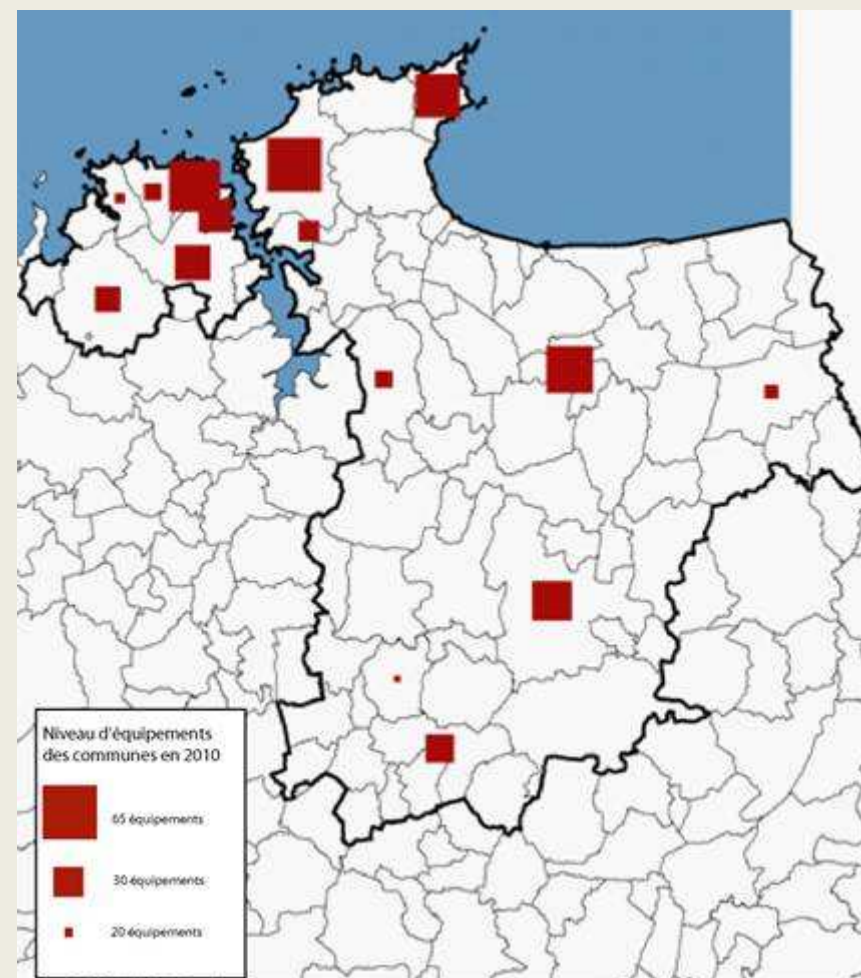 Niveau d'équipements
des communes en 2010
65 équipements
30 équipements
20 équipements